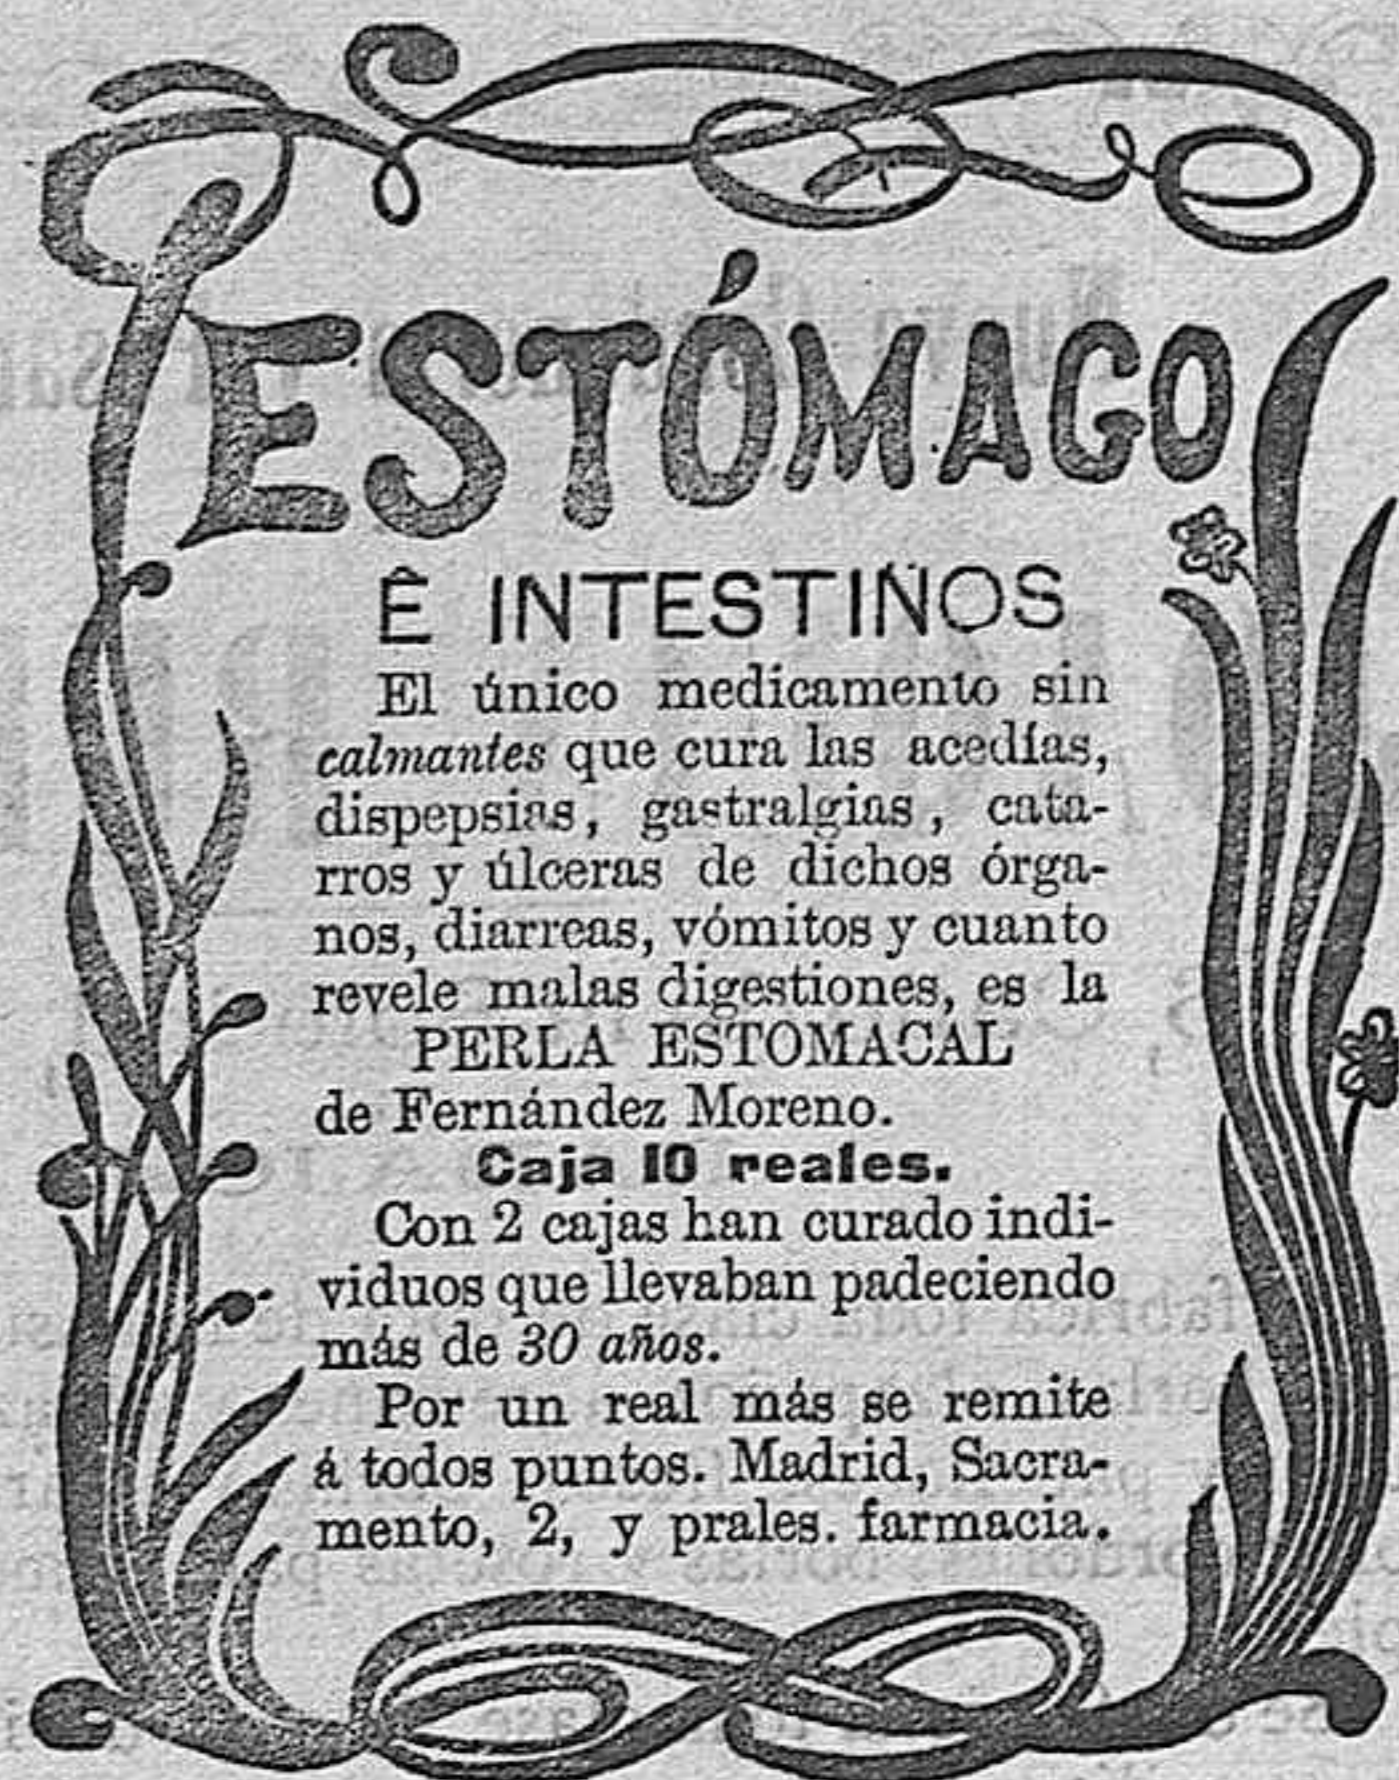 ESTÓMAGO
Ê INTESTINOS
El único medicamento sin
calmantes que cura las acedías,
dispepsias, gastralgias, cata-
rros y úlceras de dichos órga-
nos, diarreas, vómitos y cuanto
revele malas digestiones, es la
PERLA ESTOMACAL
de Fernández Moreno.
Caja 10 reales.
Con 2 cajas han curado indi-
viduos que llevaban padeciendo
más de 30 años.
Por un real más se remite
á todos puntos. Madrid, Sacra-
mento, 2, y prales. farmacia.